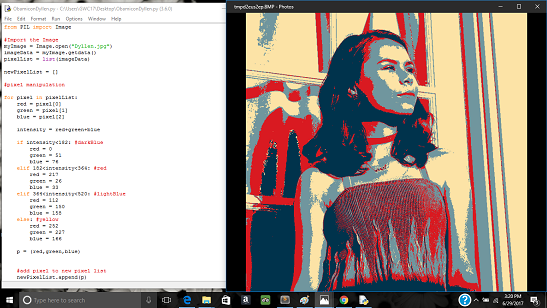 ObamiconDyllen.py - C:\Users\GWC17\Desktop\ObamiconDyllen.py (3.6.0)
File Edit Format Run Options Window Help
from PIL import Image
#Import the Image
myImage = Image.open("Dyllen.jpg")
imageData = myImage.getdata()
pixelList = list(imageData)
newPixelList = []
#pixel manipulation
for pixel in pixelList:
red = pixel[0]
green = pixel[1]
blue = pixel[2]
intensity = red+green+blue
if intensity<182: #darkBlue
red = 0
green = 51
blue = 76
elif 182<intensity<364: #red
red = 217
green = 26
blue = 33
elif 364<intensity<520: #lightBlue
red = 112
green = 150
blue = 158
else: #yellow
red = 252
green = 227
blue = 166
p = (red,green,blue)
#add pixel to new pixel list
newPixelList.append(p)
tmpd2eus2ep.BMP - Photos
Type here to search
3:20 PM
6/29/2017